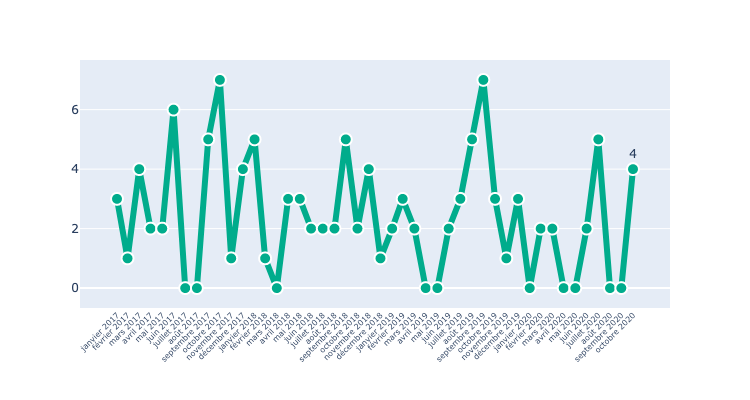 6
4
4
2
0
janvier 2017
février 2017
mars 2017
avril 2017
mai 2017
juin 2017
juillet 2017
août 2017
septembre 2017
octobre 2017
novembre 2017
décembre 2017
janvier 2018
février 2018
mars 2018
avril 2018
mai 2018
juin 2018
juillet 2018
août 2018
septembre 2018
octobre 2018
novembre 2018
décembre 2018
janvier 2019
février 2019
mars 2019
avril 2019
mai 2019
juin 2019
juillet 2019
août 2019
septembre 2019
octobre 2019
novembre 2019
décembre 2019
janvier 2020
février 2020
mars 2020
avril 2020
mai 2020
juin 2020
juillet 2020
août 2020
septembre 2020
octobre 2020